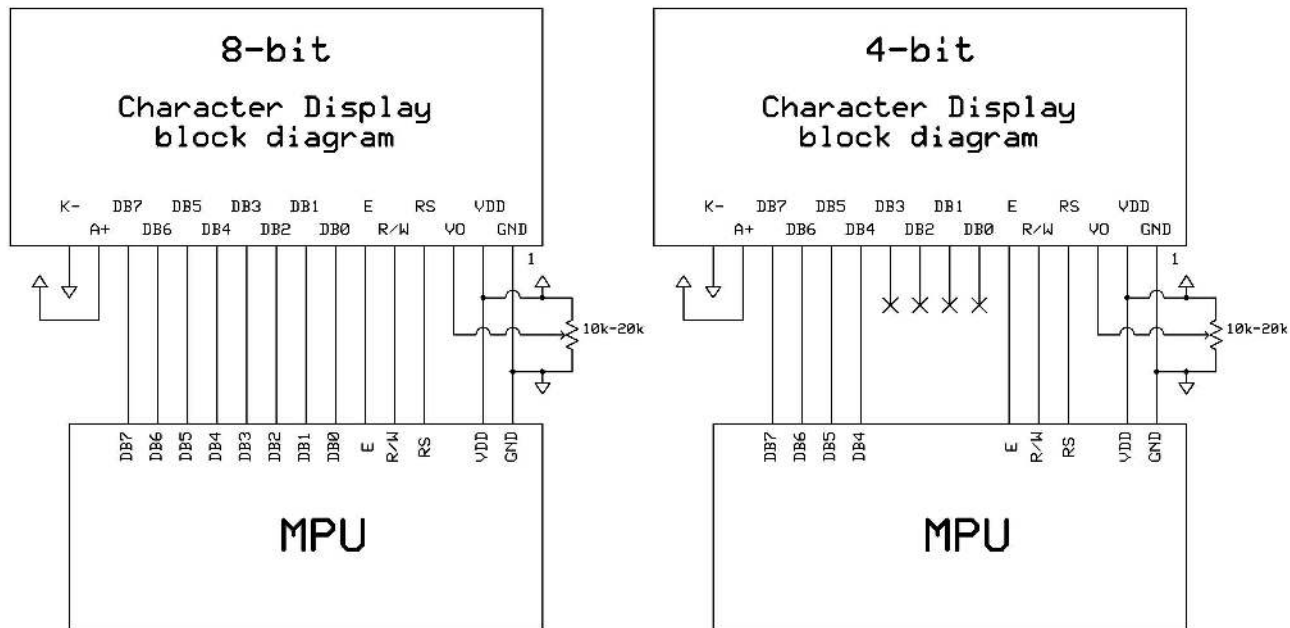 8-bit
Character Display
block diagram
K- DB7 DB5 DB3 DB1 E RS VDD
A+ DB6 DB4 DB2 DB0 R/W VO GND
1
10k-20k
DB7 DB6 DB5 DB4 DB3 DB2 DB1 DB0 E R/W RS VDD GND
MPU
4-bit
Character Display
block diagram
K- DB7 DB5 DB3 DB1 E RS VDD
A+ DB6 DB4 DB2 DB0 R/W VO GND
1
10k-20k
DB7 DB6 DB5 DB4 E R/W RS VDD GND
MPU